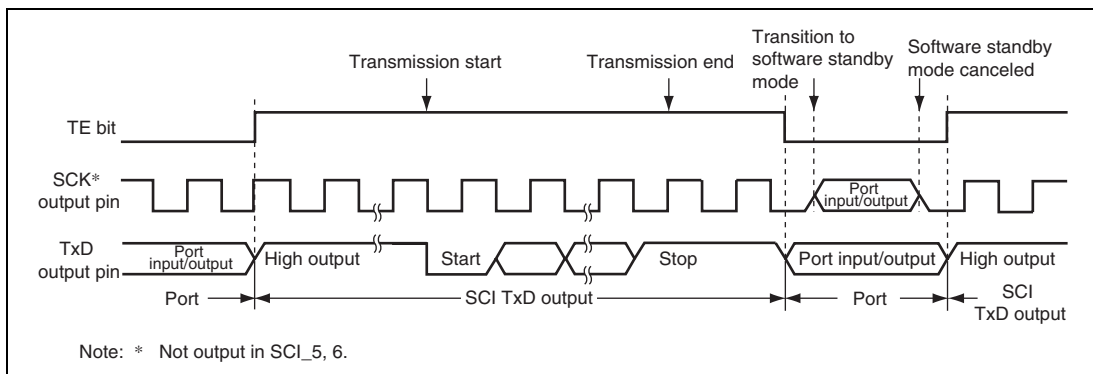 Transmission start
Transmission end
Transition to
software standby
mode
Software standby
mode canceled
TE bit
SCK*
output pin
Port
input/output
TxD
output pin
Port
input/output
High output
Start
Stop
Port input/output
High output
Port
SCI TxD output
Port
SCI
TxD output
Note: * Not output in SCI_5, 6.